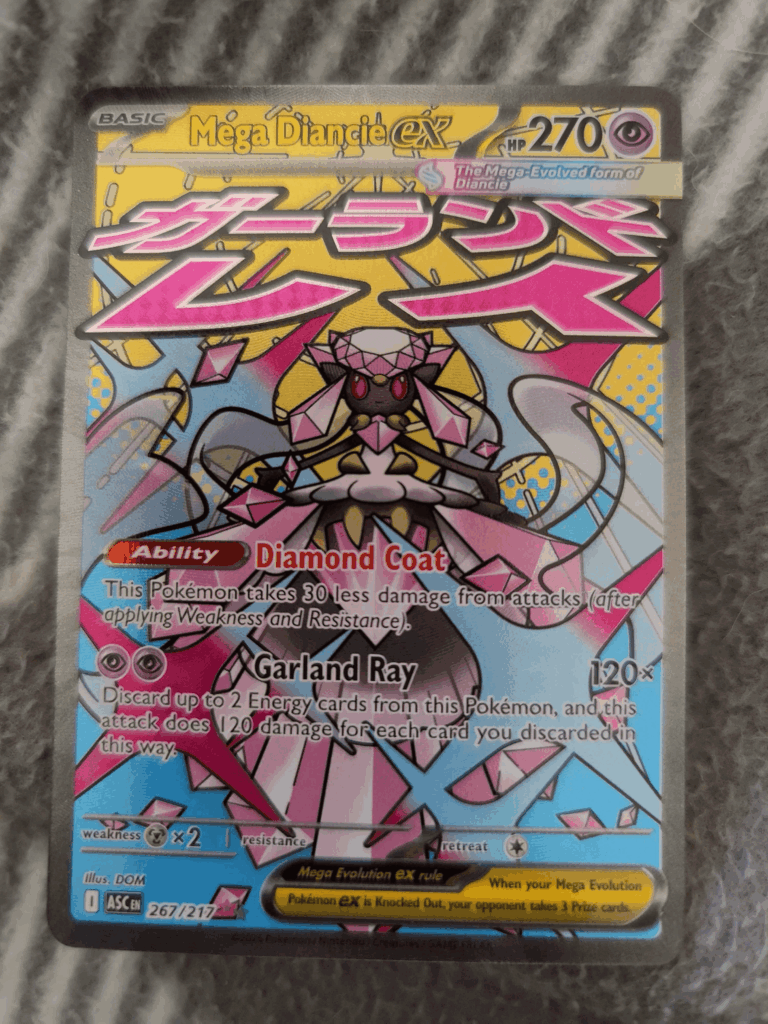 BASIC
Mega Diancie ex
HP 270
The Mega-Evolved form of
Diancie
ガーランド
レイ
Ability Diamond Coat
This Pokémon takes 30 less damage from attacks (after
applying Weakness and Resistance).
Garland Ray 120×
Discard up to 2 Energy cards from this Pokémon, and this
attack does 120 damage for each card you discarded in
this way.
weakness ×2 resistance retreat
Illus. DOM
Mega Evolution ex rule
When your Mega Evolution
Pokémon ex is Knocked Out, your opponent takes 3 Prize cards.
I ASC EN 267/217